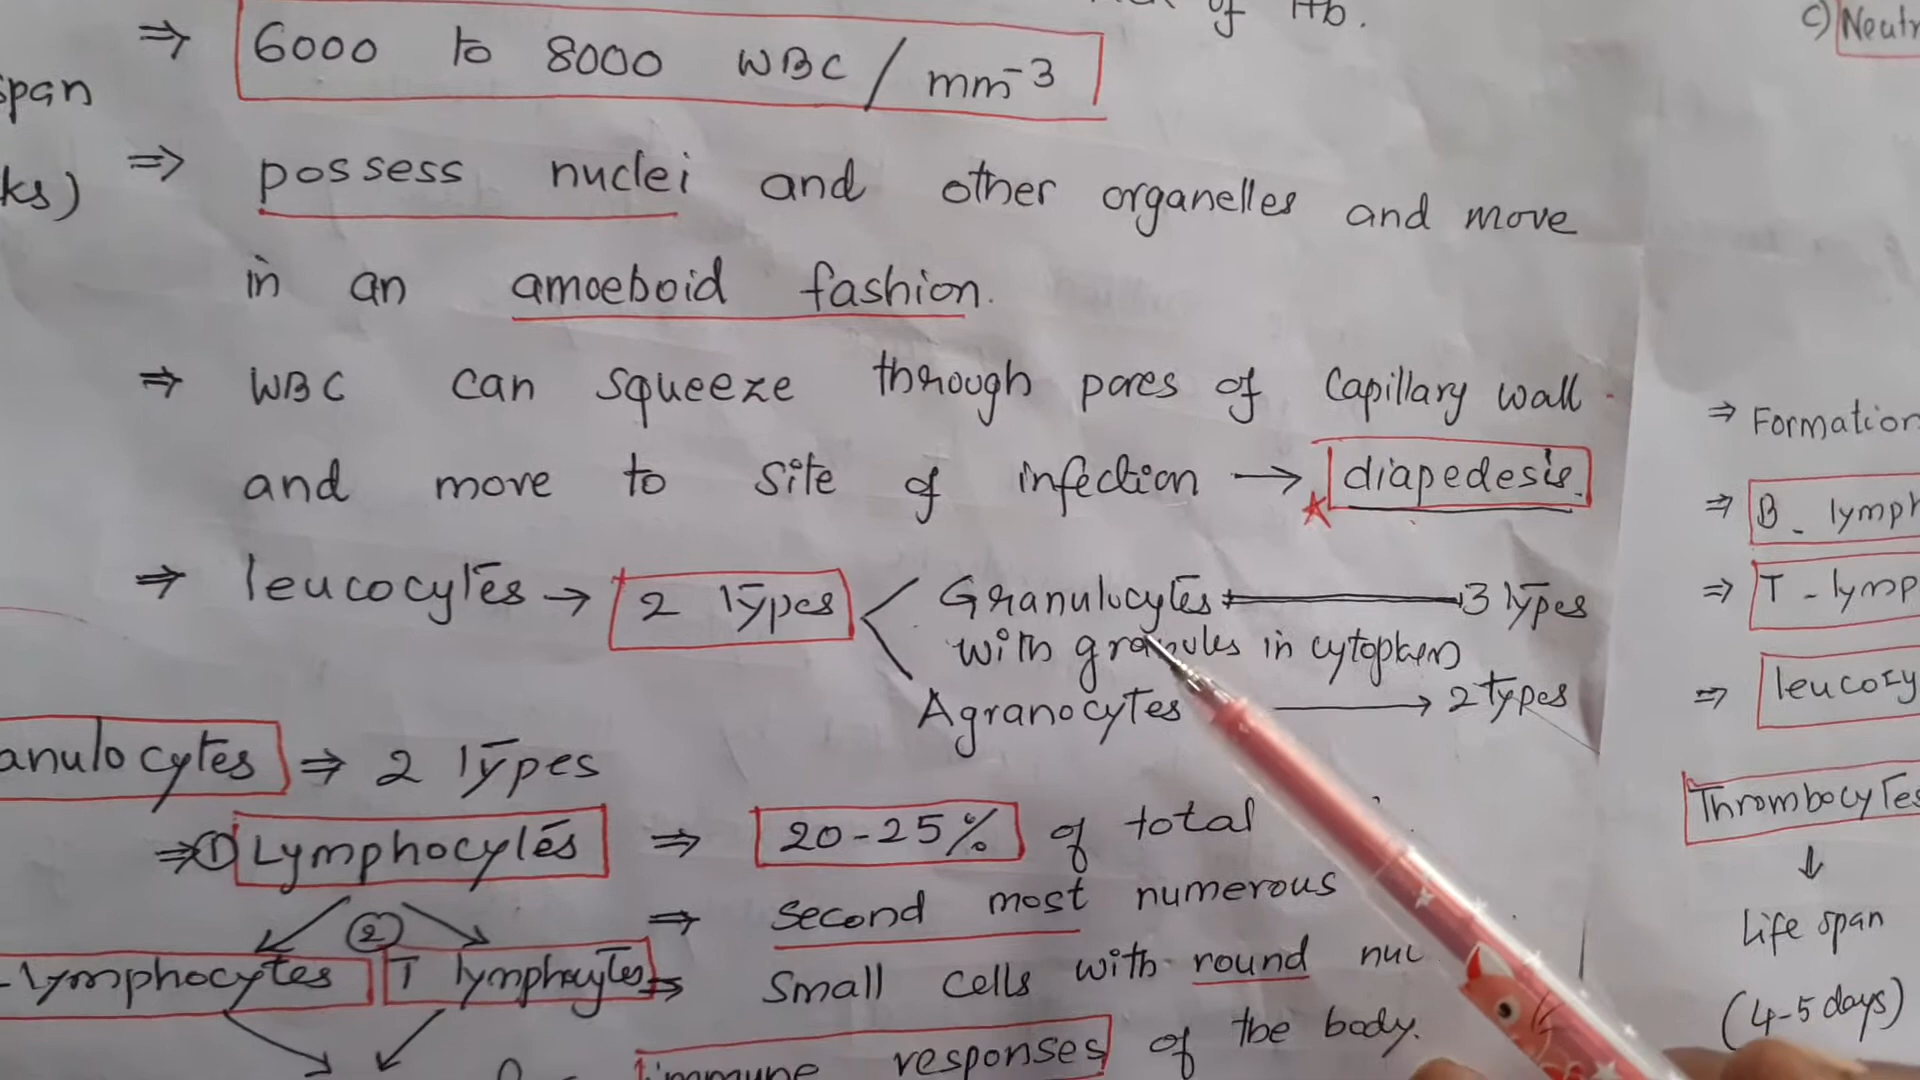 of Hb.
⇒ 6000 to 8000 WBC / mm⁻³
span
⇒ possess nuclei and other organelles and move
ks)
in an amoeboid fashion.
⇒ WBC can squeeze through pores of capillary wall
and move to site of infection → diapedesis.
⇒ leucocytes → 2 Types
Granulocytes 3 Types
with granules in cytoplasm
Agranocytes → 2 Types
anulocytes ⇒ 2 Types
⇒ ① Lymphocytes ⇒ 20-25% of total
②
⇒ Second most numerous
-lymphocytes T lymphocytes
⇒ Small cells with round nuc
immune responses of the body.
c) Neutr
⇒ Formation
⇒ B - lymph
⇒ T - lymp
⇒ leucocy
Thrombocytes
↓
life span
(4-5 days)